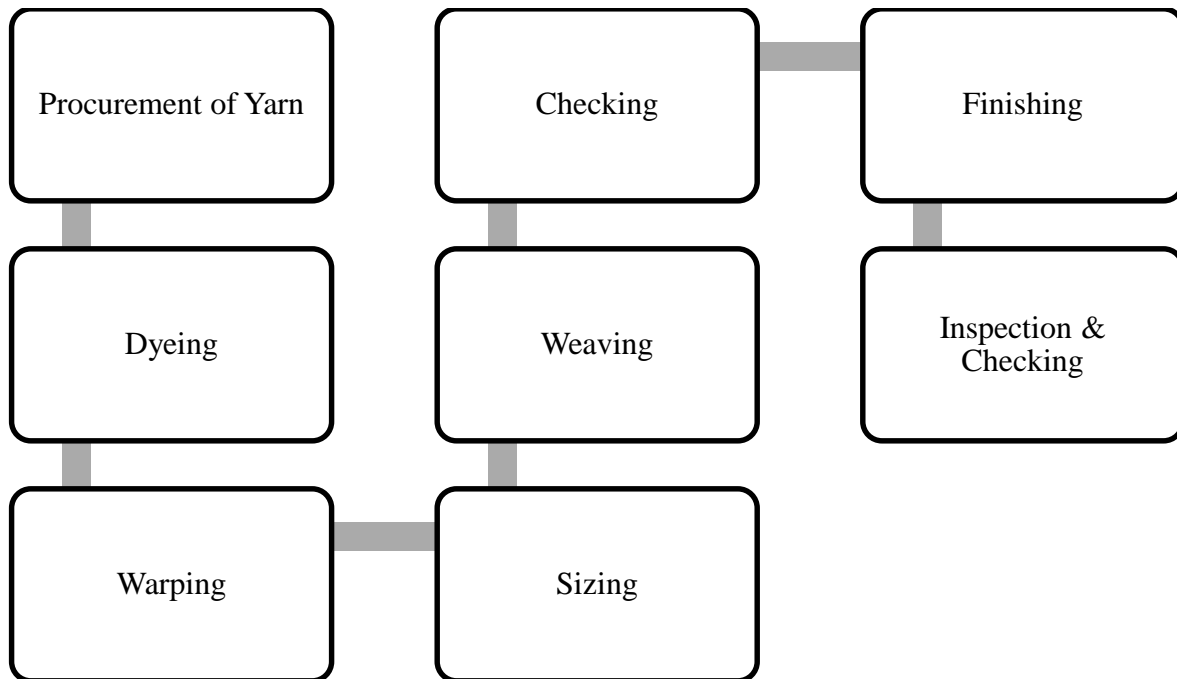 Procurement of Yarn
Dyeing
Warping
Sizing
Weaving
Checking
Finishing
Inspection &
Checking